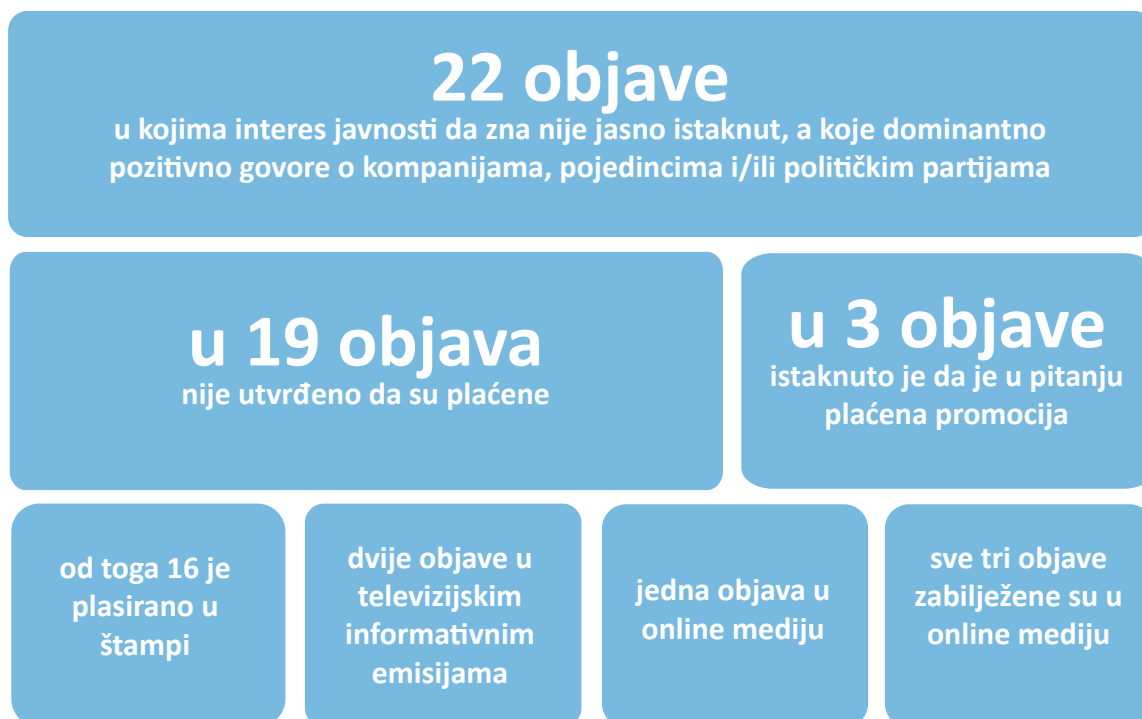 22 objave
u kojima interes javnosti da zna nije jasno istaknut, a koje dominantno
pozitivno govore o kompanijama, pojedincima i/ili političkim partijama
u 19 objava
nije utvrđeno da su plaćene
u 3 objave
istaknuto je da je u pitanju
plaćena promocija
od toga 16 je
plasirano u
štampi
dvije objave u
televizijskim
informativnim
emisijama
jedna objava u
online mediju
sve tri objave
zabilježene su u
online mediju